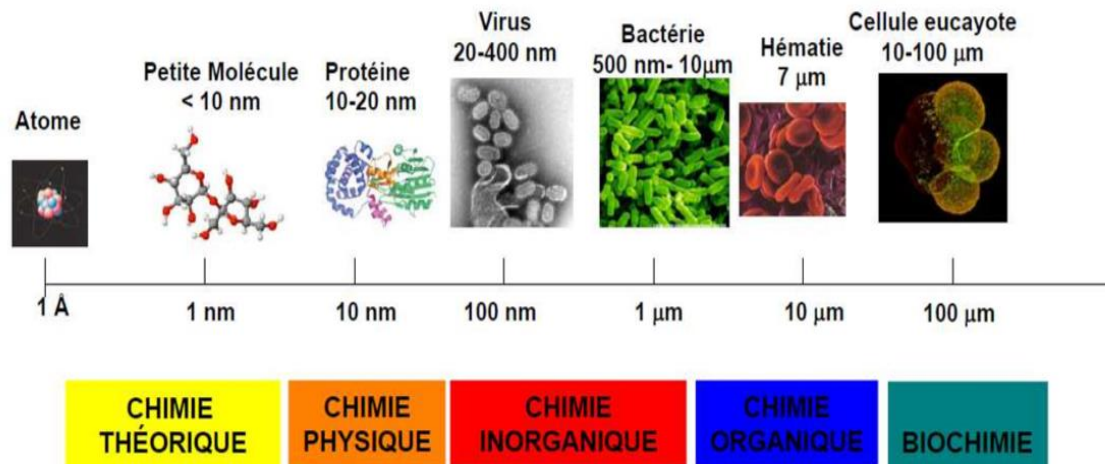 Atome
Petite Molécule
< 10 nm
Protéine
10-20 nm
Virus
20-400 nm
Bactérie
500 nm- 10μm
Hématie
7 μm
Cellule eucayote
10-100 μm
1 Å
1 nm
10 nm
100 nm
1 μm
10 μm
100 μm
CHIMIE
THÉORIQUE
CHIMIE
PHYSIQUE
CHIMIE
INORGANIQUE
CHIMIE
ORGANIQUE
BIOCHIMIE